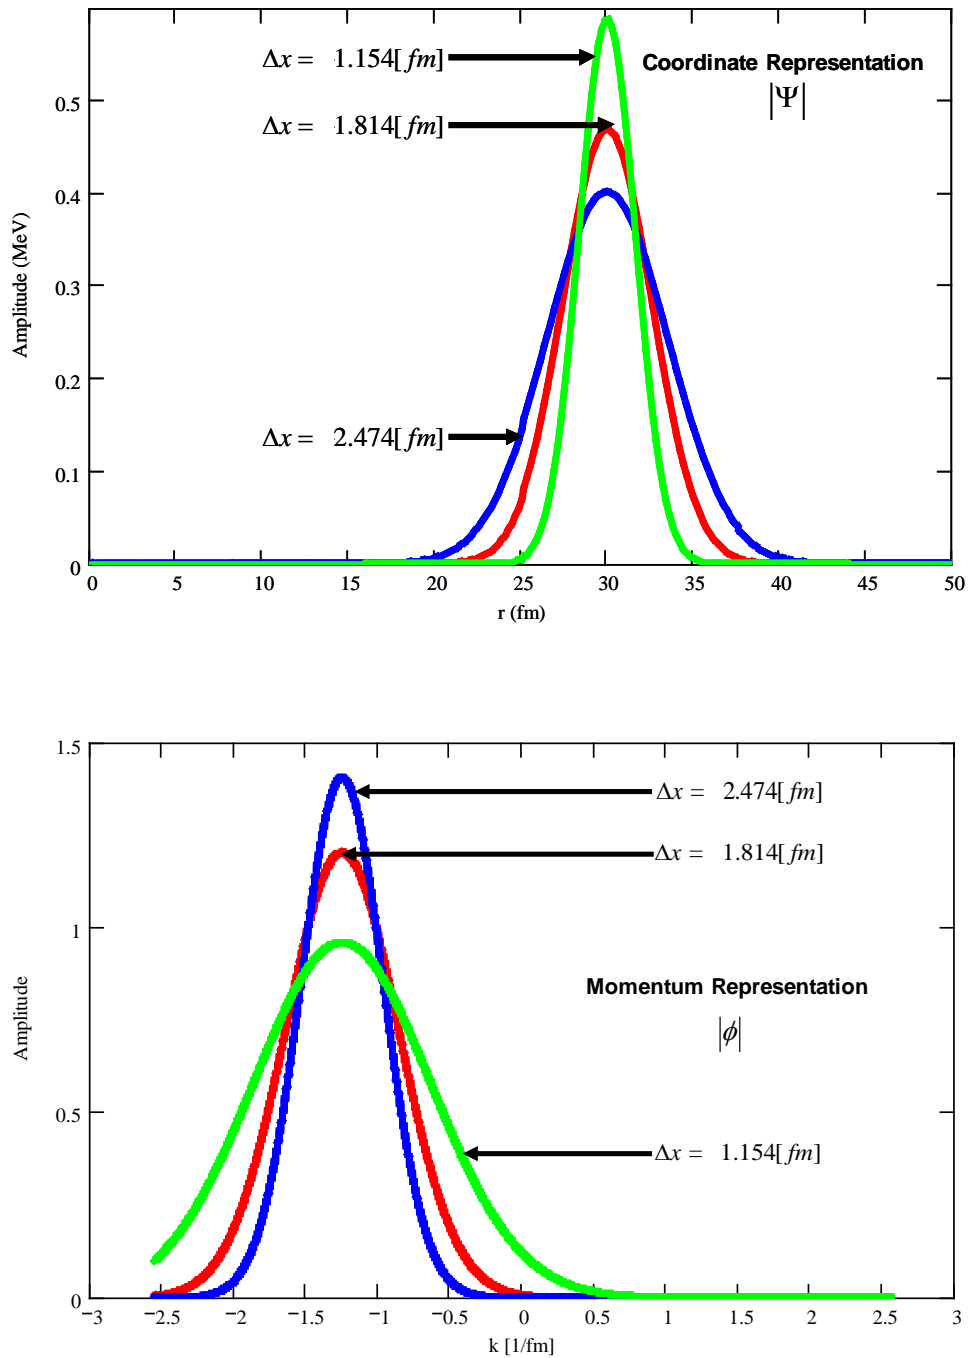 Δx = 1.154[fm]
Coordinate Representation
|Ψ|
Δx = 1.814[fm]
Δx = 2.474[fm]
Amplitude (MeV)
0.5
0.4
0.3
0.2
0.1
0
0 5 10 15 20 25 30 35 40 45 50
r (fm)
1.5
1
0.5
0
Amplitude
Δx = 2.474[fm]
Δx = 1.814[fm]
Momentum Representation
|ϕ|
Δx = 1.154[fm]
−3 −2.5 −2 −1.5 −1 −0.5 0 0.5 1 1.5 2 2.5 3
k [1/fm]